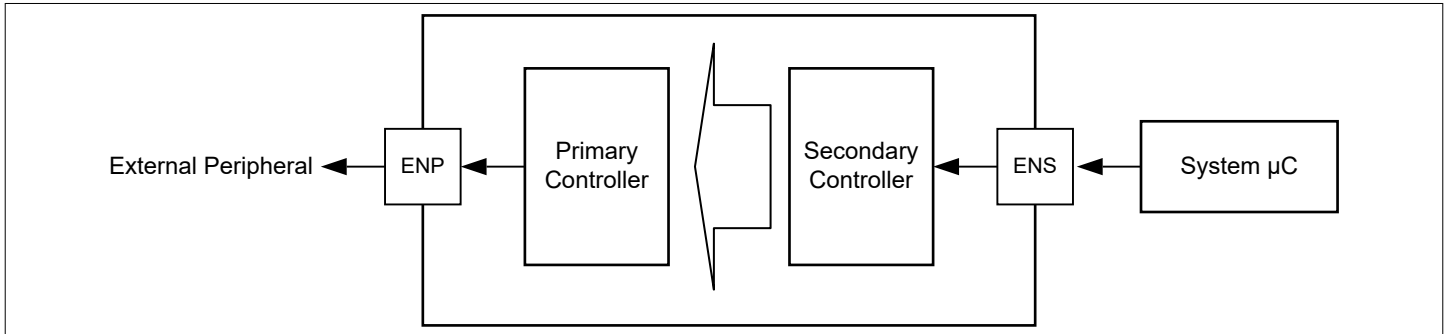 External Peripheral
ENP
Primary
Controller
Secondary
Controller
ENS
System µC